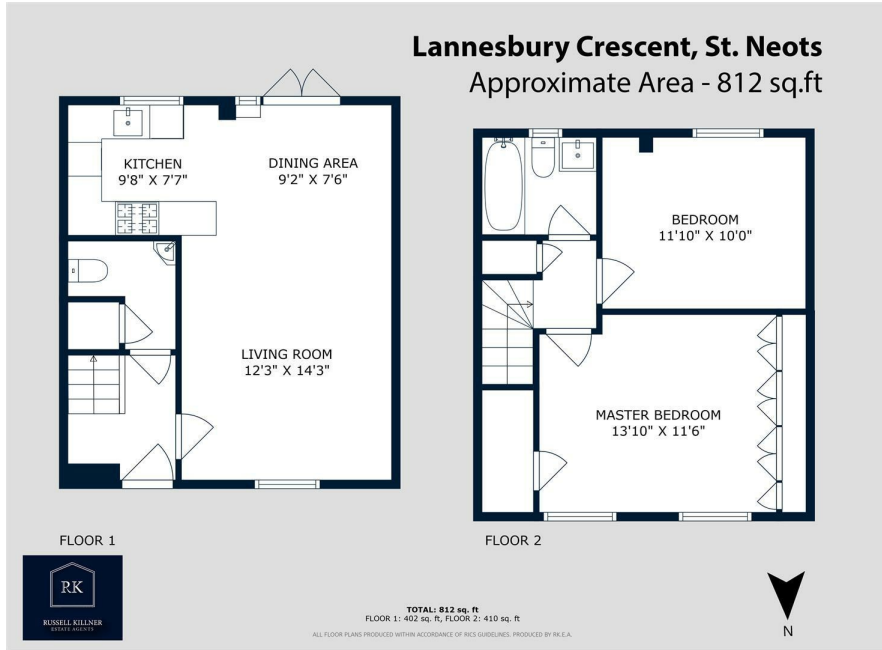 Lannesbury Crescent, St. Neots
Approximate Area - 812 sq.ft
KITCHEN
9'8" X 7'7"
DINING AREA
9'2" X 7'6"
LIVING ROOM
12'3" X 14'3"
BEDROOM
11'10" X 10'0"
MASTER BEDROOM
13'10" X 11'6"
FLOOR 1
FLOOR 2
RK
RUSSELL KILLNER
ESTATE AGENTS
TOTAL: 812 sq. ft
FLOOR 1: 402 sq. ft, FLOOR 2: 410 sq. ft
ALL FLOOR PLANS PRODUCED WITHIN ACCORDANCE OF RICS GUIDELINES. PRODUCED BY RK.E.A.
N